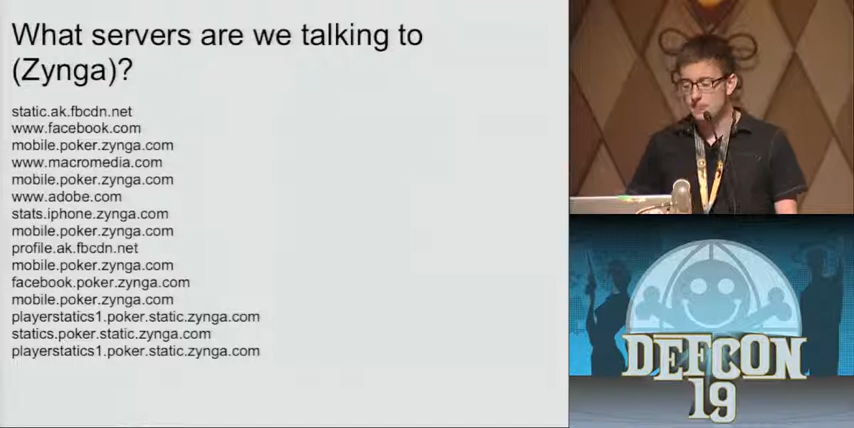 What servers are we talking to
(Zynga)?
static.ak.fbcdn.net
www.facebook.com
mobile.poker.zynga.com
www.macromedia.com
mobile.poker.zynga.com
www.adobe.com
stats.iphone.zynga.com
mobile.poker.zynga.com
profile.ak.fbcdn.net
mobile.poker.zynga.com
facebook.poker.zynga.com
mobile.poker.zynga.com
playerstatics1.poker.static.zynga.com
statics.poker.static.zynga.com
playerstatics1.poker.static.zynga.com
DEFCON
19